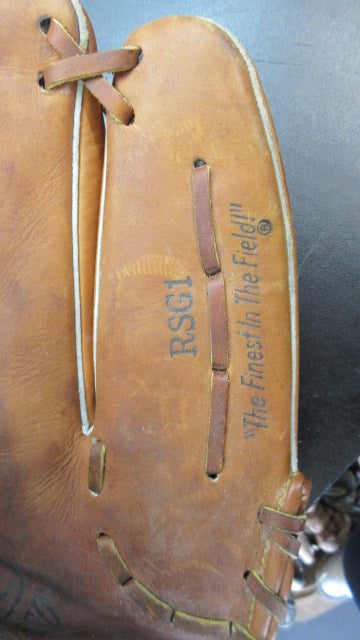 RSG1
"The Finest In The Field!"®